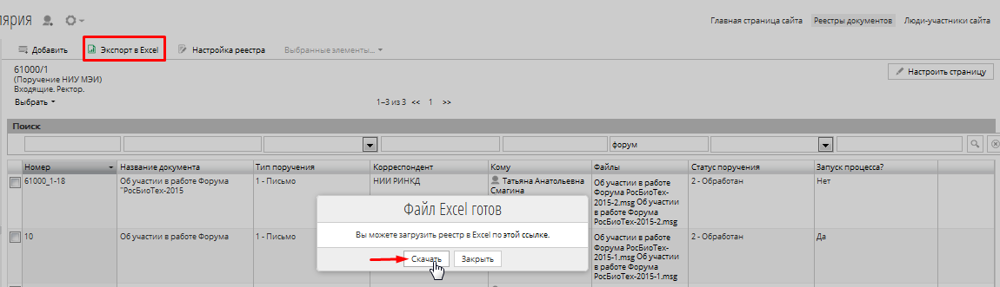 лярия
Главная страница сайта Реестры документов Люди-участники сайта
Добавить Экспорт в Excel Настройка реестра Выбранные элементы...
61000/1
(Поручение НИУ МЭИ)
Входящие. Ректор.
Настроить страницу
Выбрать 1–3 из 3 << 1 >>
Поиск
форум
Номер Название документа Тип поручения Корреспондент Кому Файлы Статус поручения Запуск процесса?
61000_1-18 Об участии в работе Форума "РосБиоТех-2015 1 - Письмо НИИ РИНКД Татьяна Анатольевна Смагина
Об участии в работе Форума РосБиоТех-2015-2.msg Об участии в работе Форума РосБиоТех-2015-2.msg
2 - Обработан Нет
Файл Excel готов
Вы можете загрузить реестр в Excel по этой ссылке.
Скачать Закрыть
10 Об участии в работе Форума 1 - Письмо
Об участии в работе Форума РосБиоТех-2015-1.msg Об участии в работе Форума РосБиоТех-2015-1.msg
2 - Обработан Да